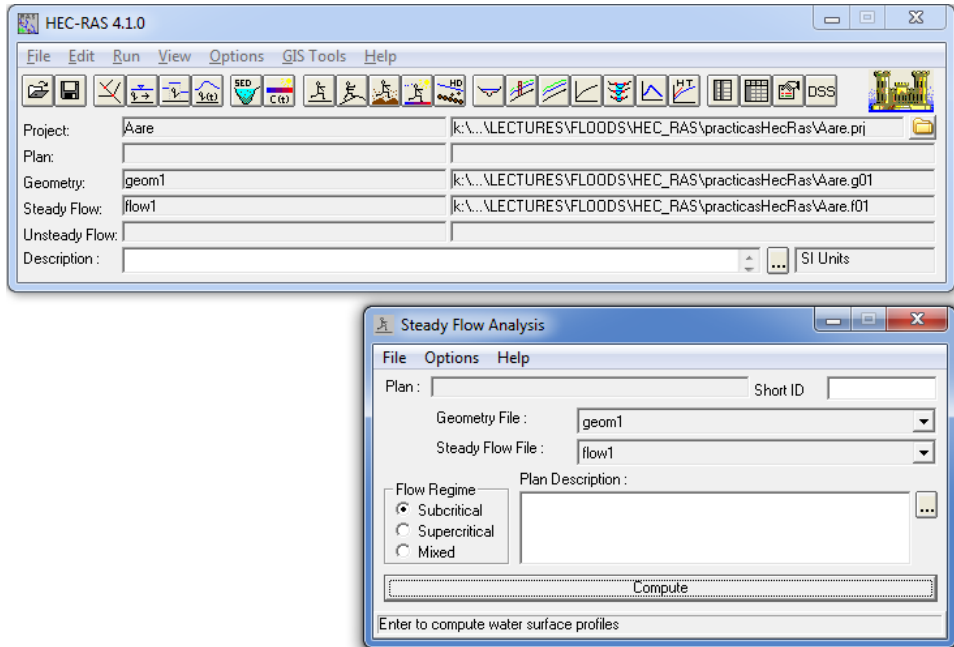 HEC-RAS 4.1.0
File Edit Run View Options GIS Tools Help
SED C(t) HD HT DSS
Project: Aare k:\...\LECTURES\FLOODS\HEC_RAS\practicasHecRas\Aare.prj
Plan:
Geometry: geom1 k:\...\LECTURES\FLOODS\HEC_RAS\practicasHecRas\Aare.g01
Steady Flow: flow1 k:\...\LECTURES\FLOODS\HEC_RAS\practicasHecRas\Aare.f01
Unsteady Flow:
Description : ... SI Units
Steady Flow Analysis
File Options Help
Plan : Short ID
Geometry File : geom1
Steady Flow File : flow1
Flow Regime
Subcritical
Supercritical
Mixed
Plan Description :
...
Compute
Enter to compute water surface profiles